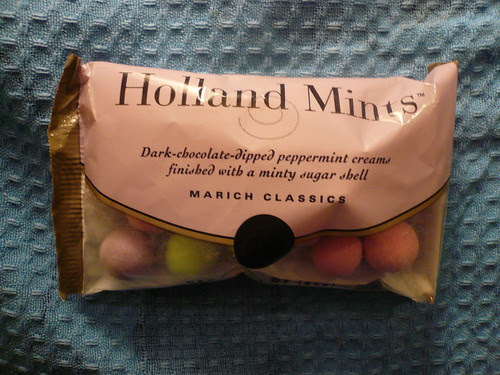 Holland Mints™
Dark-chocolate-dipped peppermint creams
finished with a minty sugar shell
MARICH CLASSICS